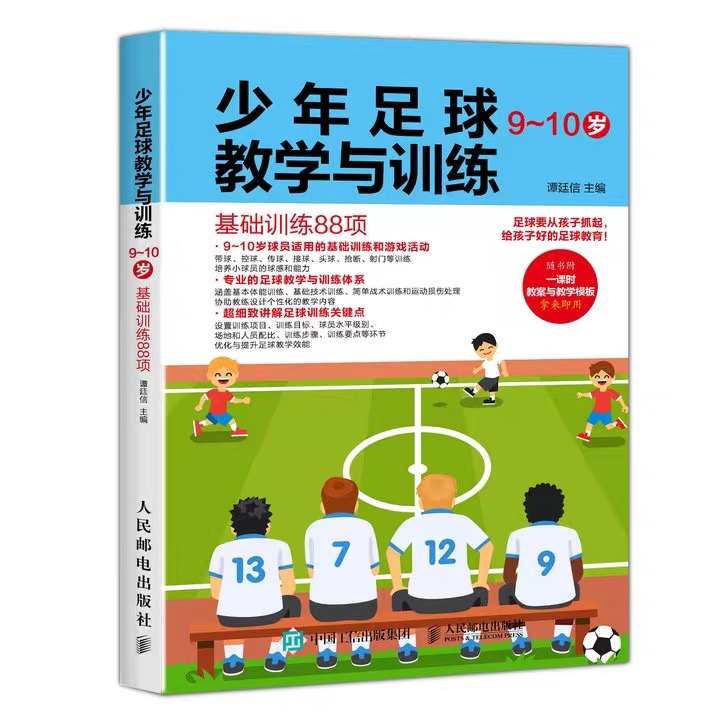 少年足球教学与训练
9~10岁
基础训练88项
谭廷信 主编
人民邮电出版社
少年足球
教学与训练
9~10岁
谭廷信 主编
基础训练88项
·9~10岁球员适用的基础训练和游戏活动
带球、控球、传球、接球、头球、抢断、射门等训练
培养小球员的球感和能力
·专业的足球教学与训练体系
涵盖基本体能训练、基础技术训练、简单战术训练和运动损伤处理
协助教练设计个性化的教学内容
·超细致讲解足球训练关键点
设置训练项目、训练目标、球员水平级别、
场地和人员配比、训练步骤、训练要点等环节
优化与提升足球教学效能
足球要从孩子抓起，
给孩子好的足球教育！
随书附
一课时
教案与教学模板
拿来即用
13
7
12
9
中国工信出版集团
人民邮电出版社
POSTS & TELECOM PRESS